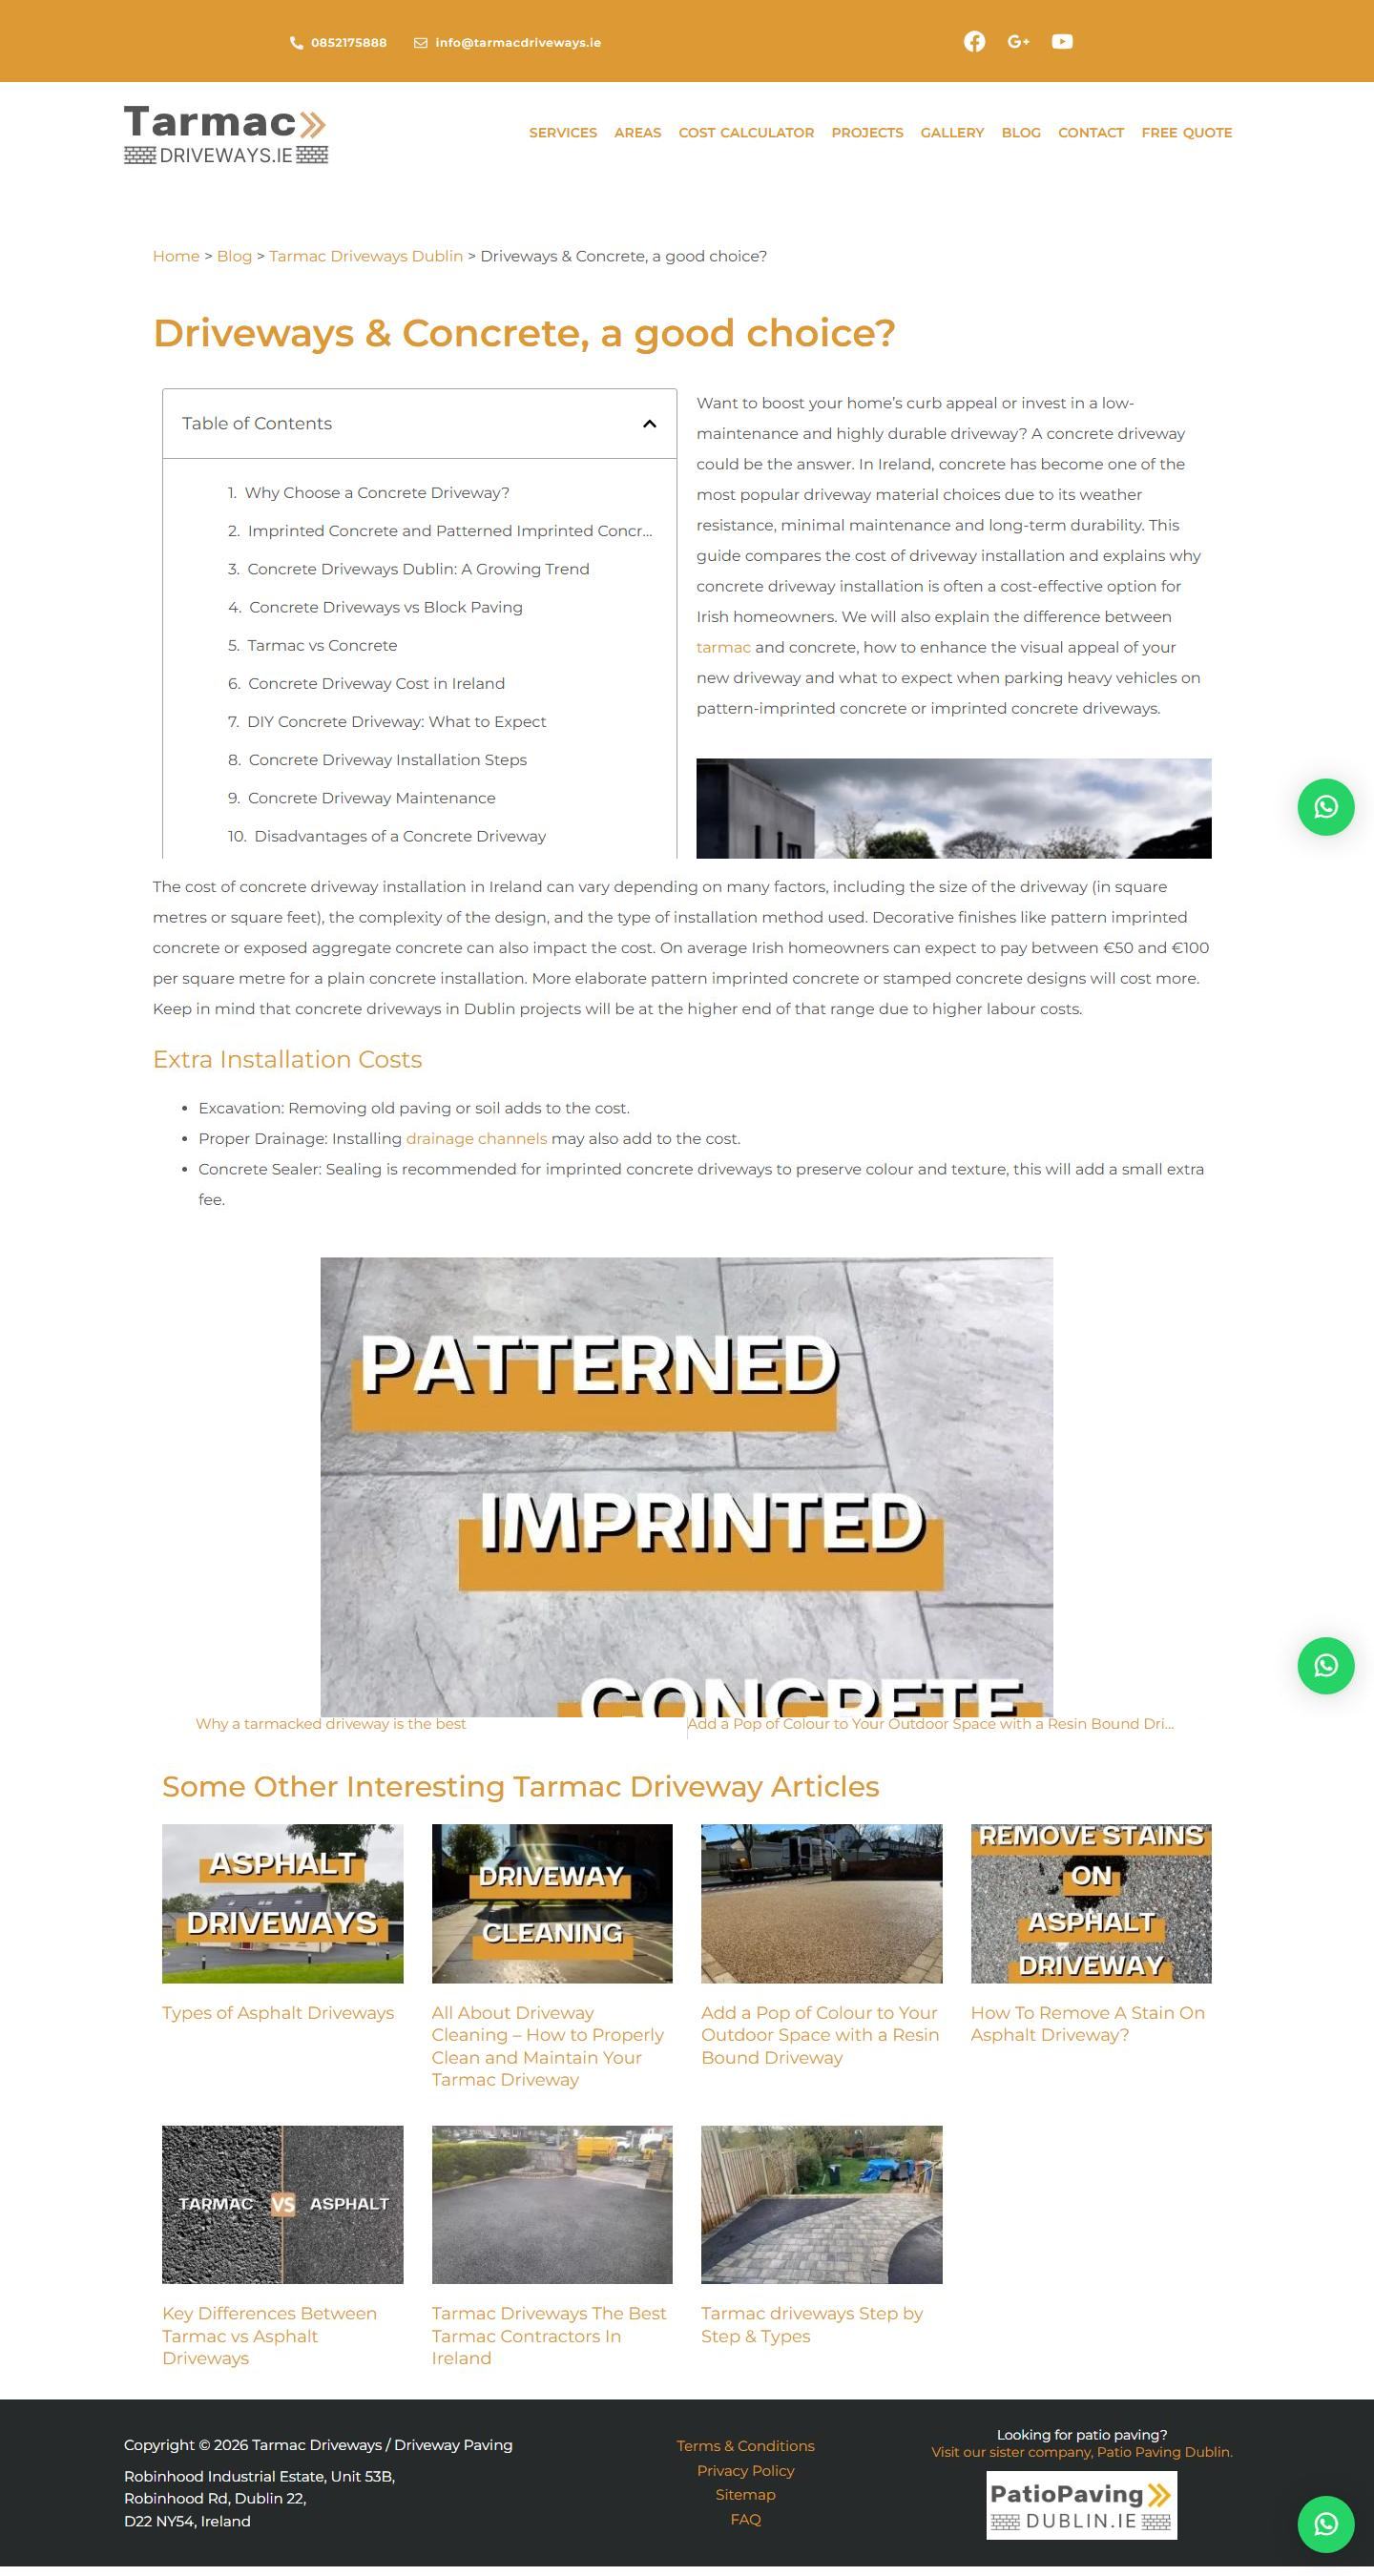 0852175888
info@tarmacdriveways.ie
Tarmac
DRIVEWAYS.IE
SERVICES AREAS COST CALCULATOR PROJECTS GALLERY BLOG CONTACT FREE QUOTE
Home > Blog > Tarmac Driveways Dublin > Driveways & Concrete, a good choice?
Driveways & Concrete, a good choice?
Table of Contents
1. Why Choose a Concrete Driveway?
2. Imprinted Concrete and Patterned Imprinted Concr...
3. Concrete Driveways Dublin: A Growing Trend
4. Concrete Driveways vs Block Paving
5. Tarmac vs Concrete
6. Concrete Driveway Cost in Ireland
7. DIY Concrete Driveway: What to Expect
8. Concrete Driveway Installation Steps
9. Concrete Driveway Maintenance
10. Disadvantages of a Concrete Driveway
Want to boost your home’s curb appeal or invest in a low-
maintenance and highly durable driveway? A concrete driveway
could be the answer. In Ireland, concrete has become one of the
most popular driveway material choices due to its weather
resistance, minimal maintenance and long-term durability. This
guide compares the cost of driveway installation and explains why
concrete driveway installation is often a cost-effective option for
Irish homeowners. We will also explain the difference between
tarmac and concrete, how to enhance the visual appeal of your
new driveway and what to expect when parking heavy vehicles on
pattern-imprinted concrete or imprinted concrete driveways.
The cost of concrete driveway installation in Ireland can vary depending on many factors, including the size of the driveway (in square
metres or square feet), the complexity of the design, and the type of installation method used. Decorative finishes like pattern imprinted
concrete or exposed aggregate concrete can also impact the cost. On average Irish homeowners can expect to pay between €50 and €100
per square metre for a plain concrete installation. More elaborate pattern imprinted concrete or stamped concrete designs will cost more.
Keep in mind that concrete driveways in Dublin projects will be at the higher end of that range due to higher labour costs.
Extra Installation Costs
• Excavation: Removing old paving or soil adds to the cost.
• Proper Drainage: Installing drainage channels may also add to the cost.
• Concrete Sealer: Sealing is recommended for imprinted concrete driveways to preserve colour and texture, this will add a small extra
fee.
PATTERNED
IMPRINTED
CONCRETE
Why a tarmacked driveway is the best
Add a Pop of Colour to Your Outdoor Space with a Resin Bound Dri...
Some Other Interesting Tarmac Driveway Articles
ASPHALT
DRIVEWAYS
DRIVEWAY
CLEANING
REMOVE STAINS
ON
ASPHALT
DRIVEWAY
Types of Asphalt Driveways
All About Driveway
Cleaning – How to Properly
Clean and Maintain Your
Tarmac Driveway
Add a Pop of Colour to Your
Outdoor Space with a Resin
Bound Driveway
How To Remove A Stain On
Asphalt Driveway?
TARMAC VS ASPHALT
Key Differences Between
Tarmac vs Asphalt
Driveways
Tarmac Driveways The Best
Tarmac Contractors In
Ireland
Tarmac driveways Step by
Step & Types
Copyright © 2026 Tarmac Driveways / Driveway Paving
Robinhood Industrial Estate, Unit 53B,
Robinhood Rd, Dublin 22,
D22 NY54, Ireland
Terms & Conditions
Privacy Policy
Sitemap
FAQ
Looking for patio paving?
Visit our sister company, Patio Paving Dublin.
PatioPaving
DUBLIN.IE